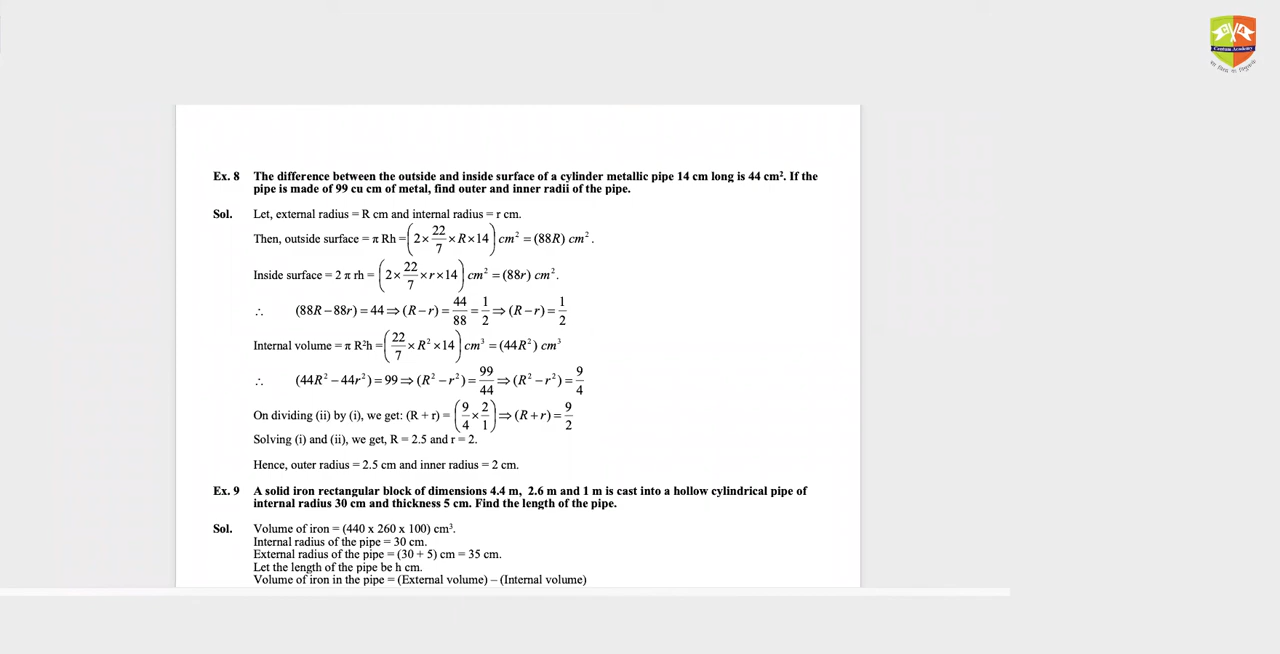 Centum Academy
Ex. 8 The difference between the outside and inside surface of a cylinder metallic pipe 14 cm long is 44 cm². If the
pipe is made of 99 cu cm of metal, find outer and inner radii of the pipe.
Sol. Let, external radius = R cm and internal radius = r cm.
Then, outside surface = π Rh = (2 × 22/7 × R × 14) cm² = (88R) cm².
Inside surface = 2 π rh = (2 × 22/7 × r × 14) cm² = (88r) cm².
∴ (88R − 88r) = 44 ⇒ (R − r) = 44/88 = 1/2 ⇒ (R − r) = 1/2
Internal volume = π R²h = (22/7 × R² × 14) cm³ = (44R²) cm³
∴ (44R² − 44r²) = 99 ⇒ (R² − r²) = 99/44 ⇒ (R² − r²) = 9/4
On dividing (ii) by (i), we get: (R + r) = (9/4 × 2/1) ⇒ (R + r) = 9/2
Solving (i) and (ii), we get, R = 2.5 and r = 2.
Hence, outer radius = 2.5 cm and inner radius = 2 cm.
Ex. 9 A solid iron rectangular block of dimensions 4.4 m, 2.6 m and 1 m is cast into a hollow cylindrical pipe of
internal radius 30 cm and thickness 5 cm. Find the length of the pipe.
Sol. Volume of iron = (440 x 260 x 100) cm³.
Internal radius of the pipe = 30 cm.
External radius of the pipe = (30 + 5) cm = 35 cm.
Let the length of the pipe be h cm.
Volume of iron in the pipe = (External volume) – (Internal volume)